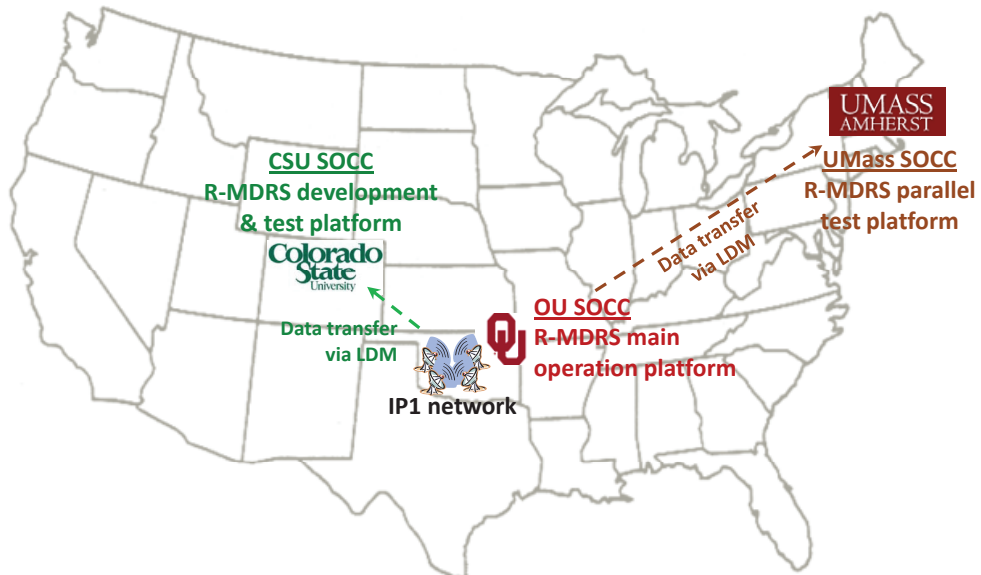 UMASS
AMHERST
CSU SOCC
R-MDRS development
& test platform
UMass SOCC
R-MDRS parallel
test platform
Colorado
State
University
Data transfer
via LDM
Data transfer
via LDM
OU SOCC
R-MDRS main
operation platform
OU
IP1 network